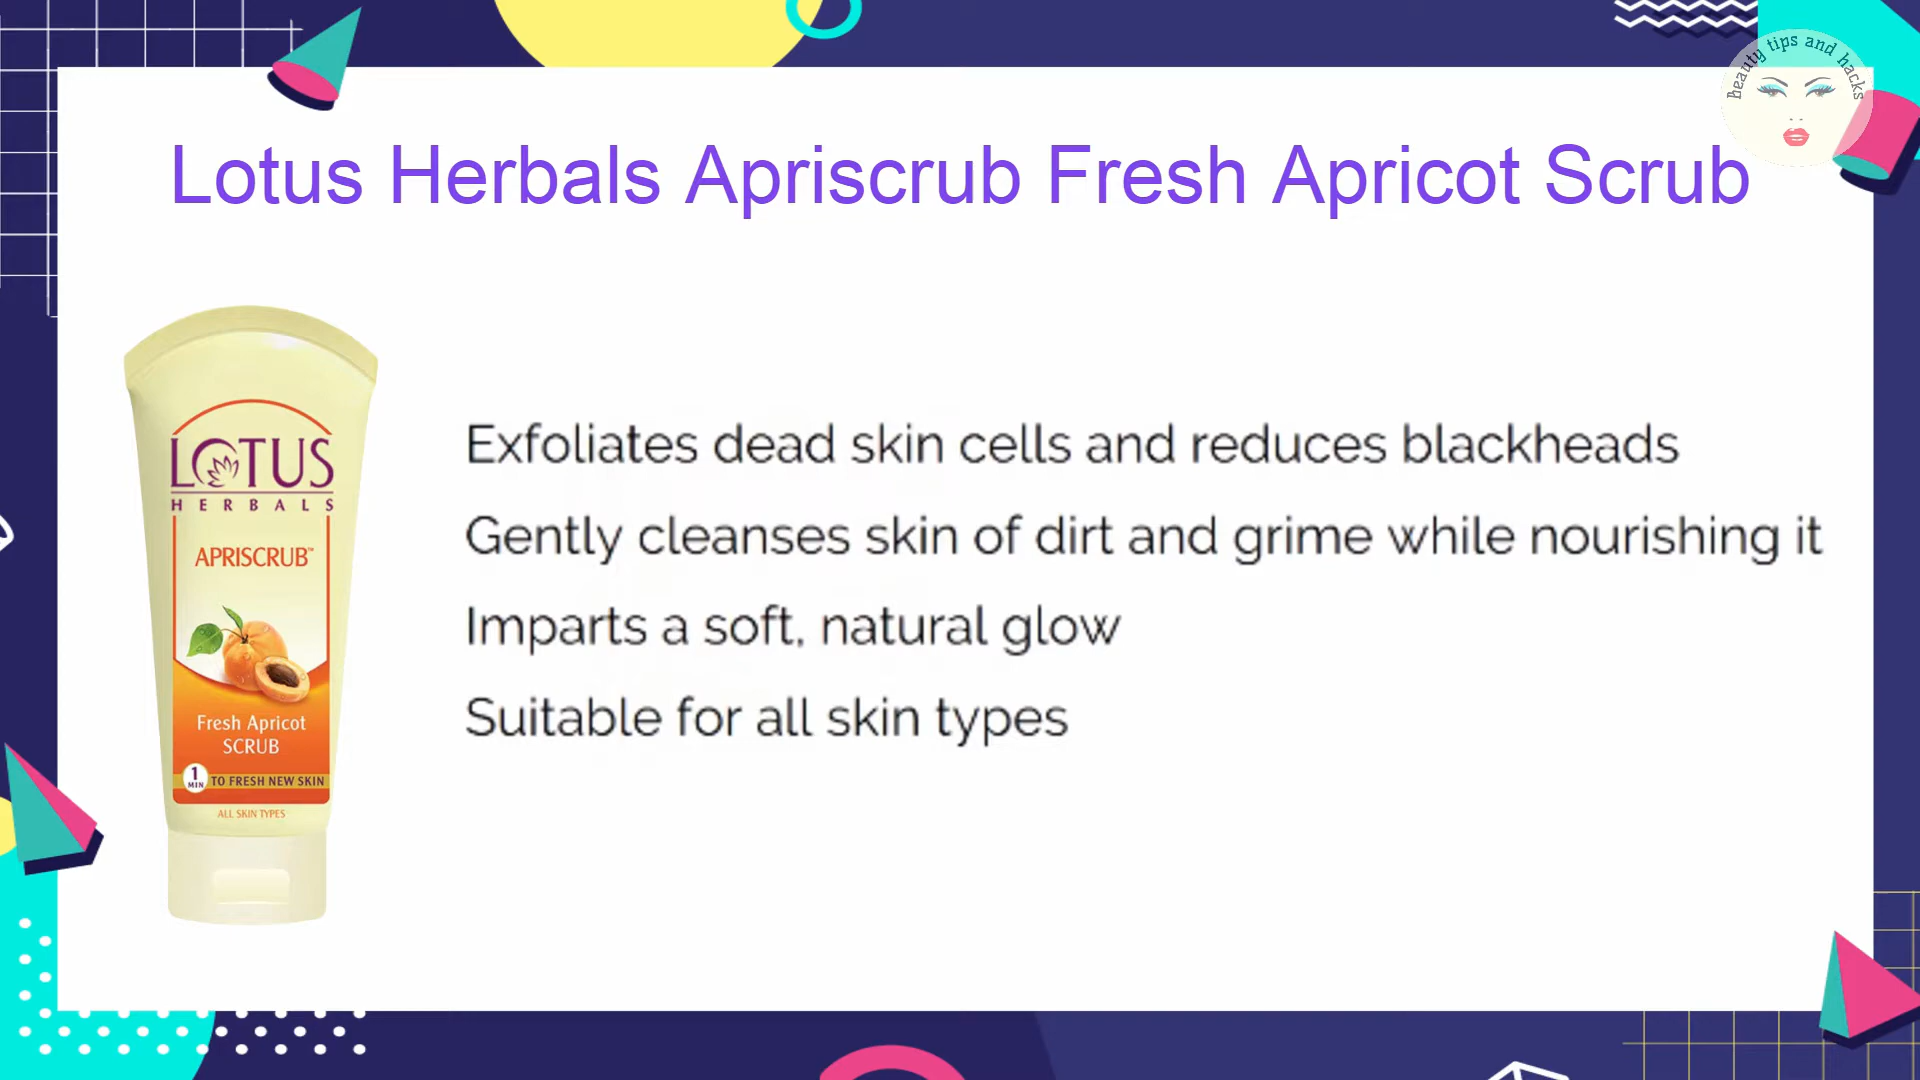 beauty tips and hacks
Lotus Herbals Apriscrub Fresh Apricot Scrub
LOTUS
HERBALS
APRISCRUB™
Fresh Apricot
SCRUB
1 MIN TO FRESH NEW SKIN
ALL SKIN TYPES
Exfoliates dead skin cells and reduces blackheads
Gently cleanses skin of dirt and grime while nourishing it
Imparts a soft, natural glow
Suitable for all skin types